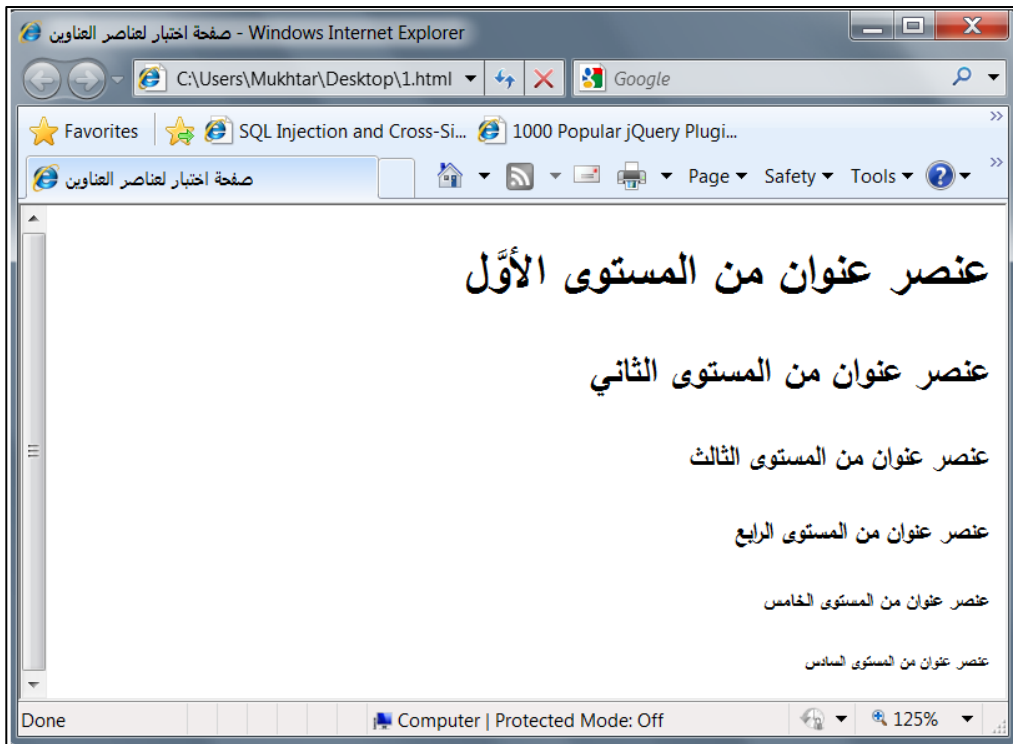 صفحة اختبار لعناصر العناوين - Windows Internet Explorer
C:\Users\Mukhtar\Desktop\1.html
Google
Favorites
SQL Injection and Cross-Si...
1000 Popular jQuery Plugi...
صفحة اختبار لعناصر العناوين
Page Safety Tools
عنصر عنوان من المستوى الأوَّل
عنصر عنوان من المستوى الثاني
عنصر عنوان من المستوى الثالث
عنصر عنوان من المستوى الرابع
عنصر عنوان من المستوى الخامس
عنصر عنوان من المستوى السادس
Done
Computer | Protected Mode: Off
125%